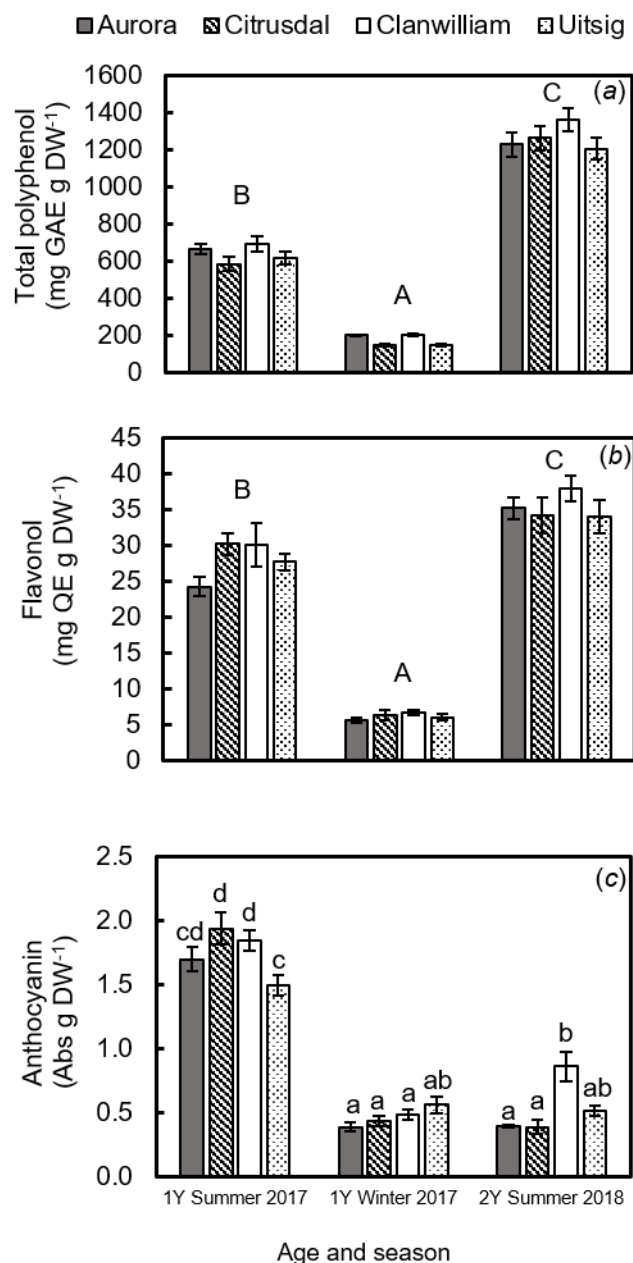 Aurora Citrusdal Clanwilliam Uitsig
(a)
Total polyphenol
(mg GAE g DW⁻¹)
1600
1400
1200
1000
800
600
400
200
0
B
A
C
(b)
Flavonol
(mg QE g DW⁻¹)
45
40
35
30
25
20
15
10
5
0
B
A
C
(c)
Anthocyanin
(Abs g DW⁻¹)
2.5
2.0
1.5
1.0
0.5
0.0
cd d d c
a a a ab
a a b ab
1Y Summer 2017 1Y Winter 2017 2Y Summer 2018
Age and season